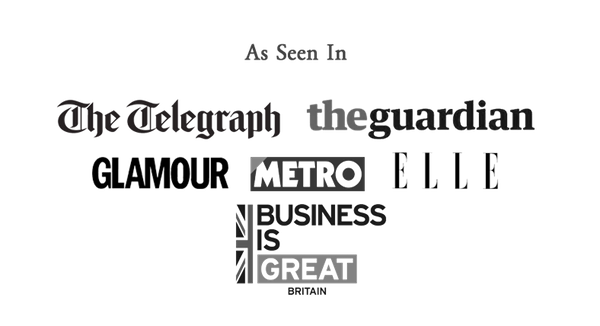 As Seen In
The Telegraph theguardian
GLAMOUR METRO ELLE
BUSINESS
IS
GREAT
BRITAIN